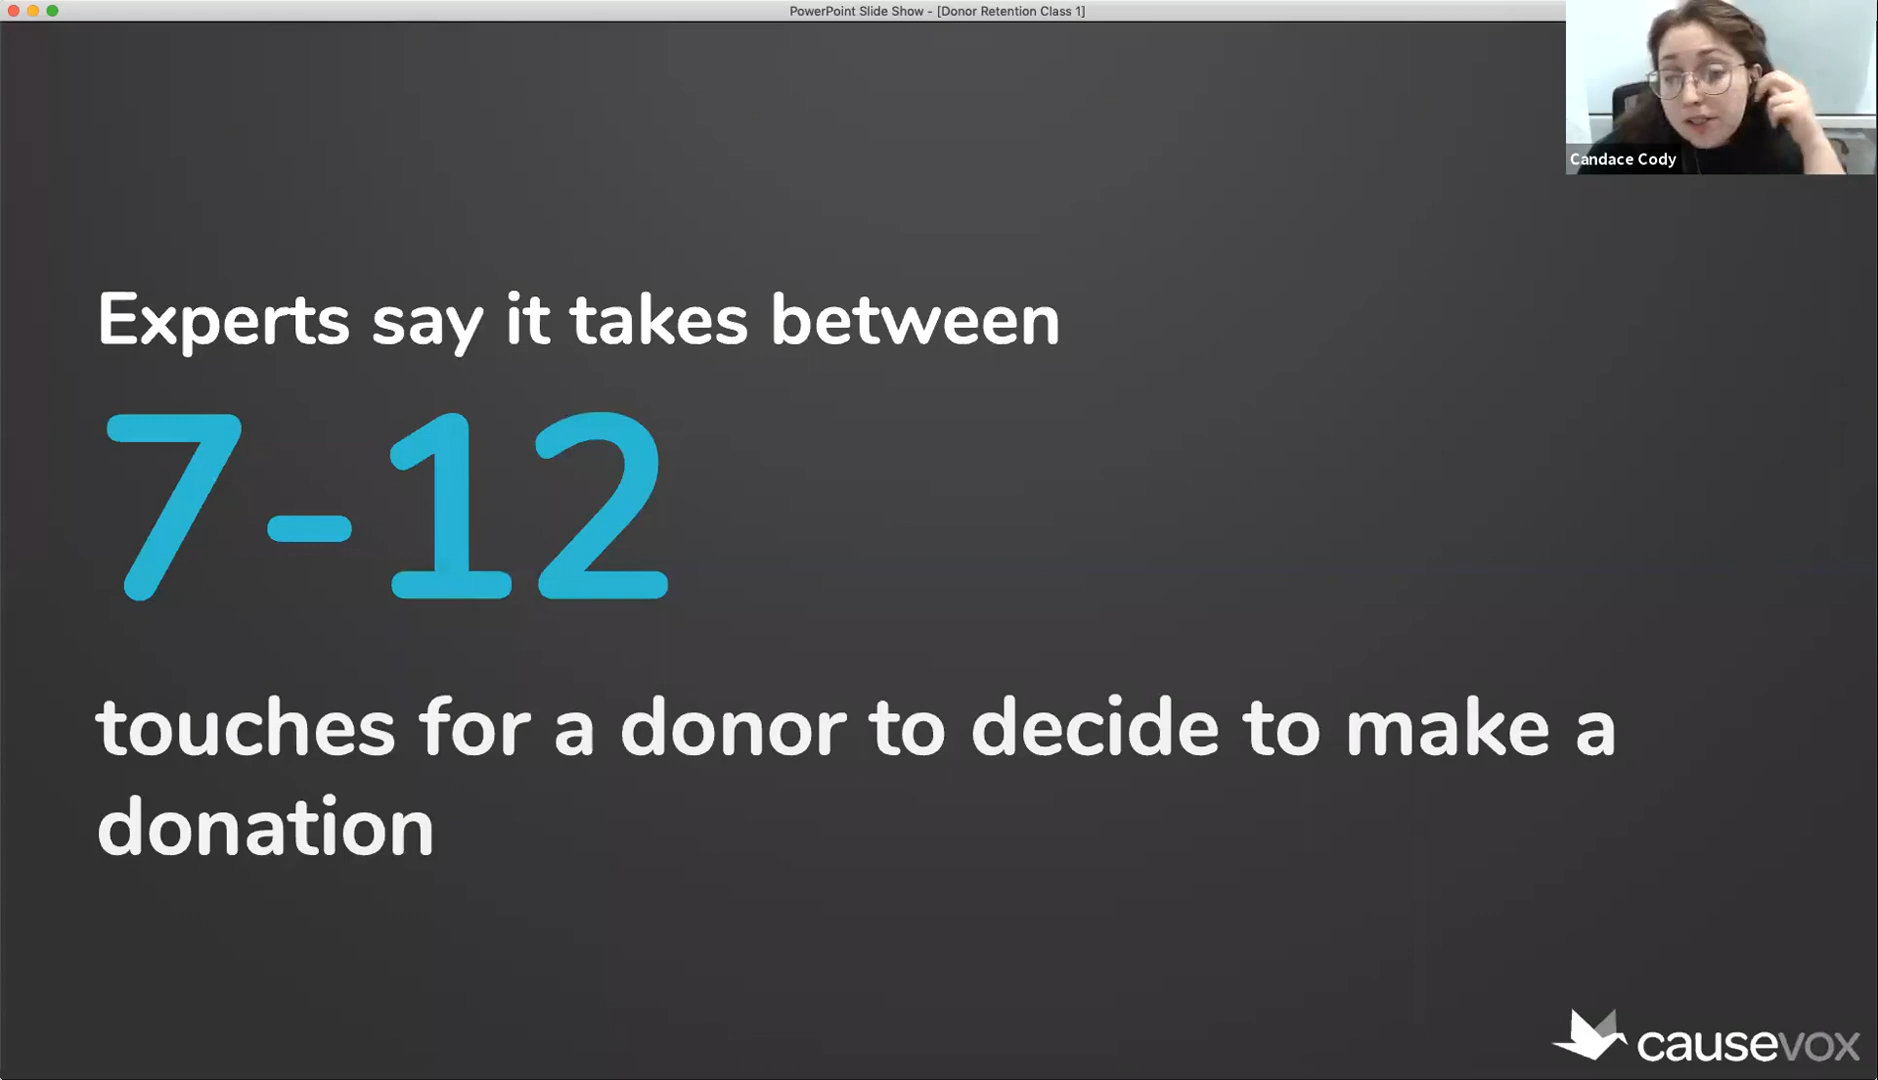 PowerPoint Slide Show - [Donor Retention Class 1]
Candace Cody
Experts say it takes between
7-12
touches for a donor to decide to make a
donation
causevox